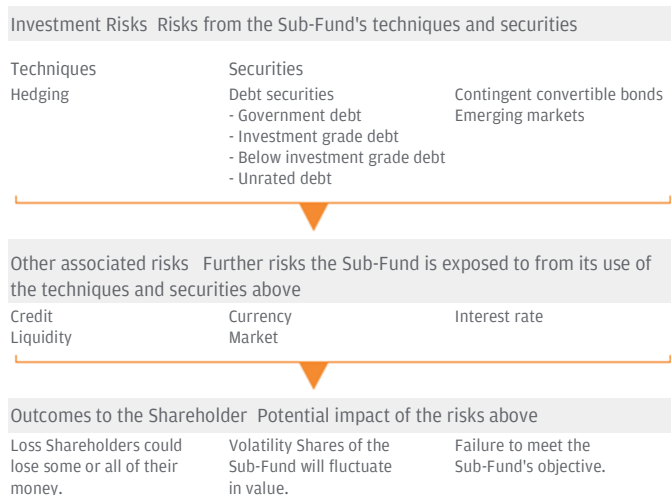 Investment Risks Risks from the Sub-Fund's techniques and securities
Techniques
Hedging
Securities
Debt securities
- Government debt
- Investment grade debt
- Below investment grade debt
- Unrated debt
Contingent convertible bonds
Emerging markets
Other associated risks Further risks the Sub-Fund is exposed to from its use of
the techniques and securities above
Credit
Liquidity
Currency
Market
Interest rate
Outcomes to the Shareholder Potential impact of the risks above
Loss Shareholders could
lose some or all of their
money.
Volatility Shares of the
Sub-Fund will fluctuate
in value.
Failure to meet the
Sub-Fund's objective.